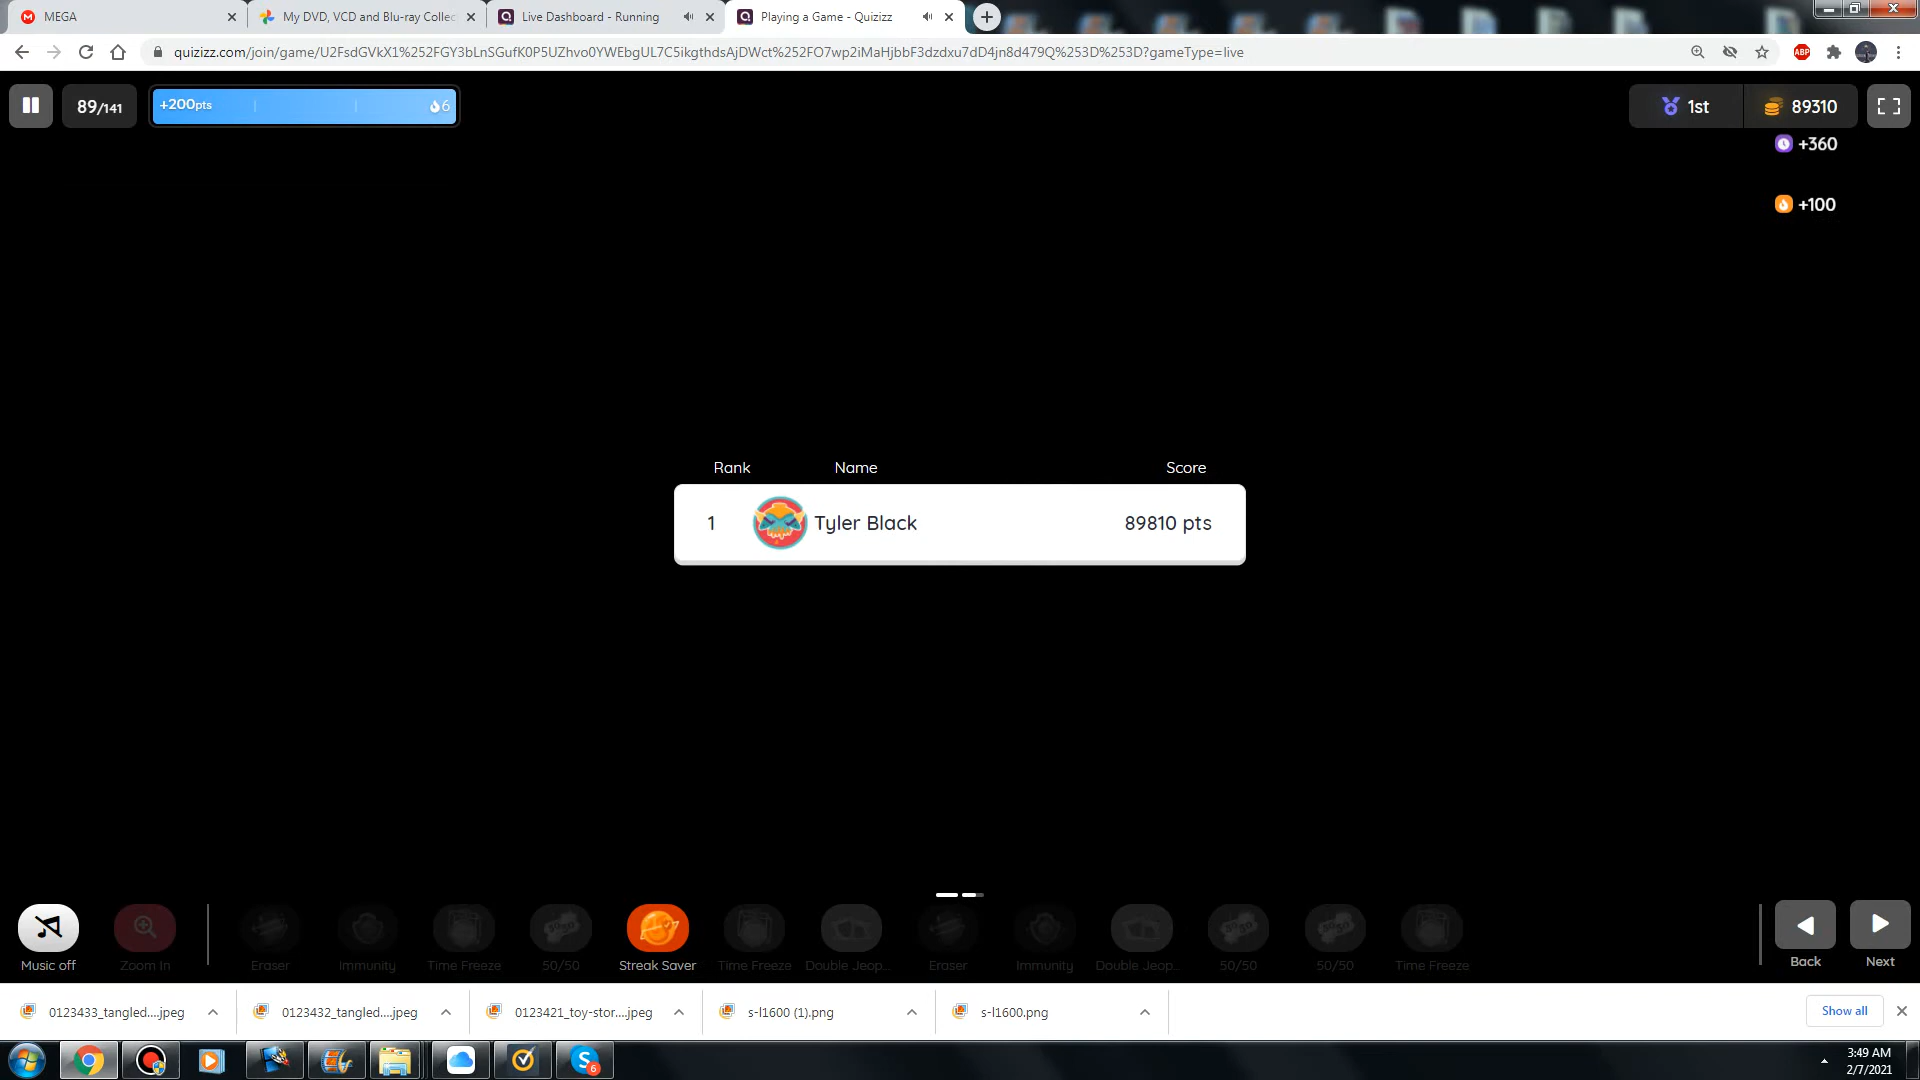 MEGA
My DVD, VCD and Blu-ray Collec
Live Dashboard - Running
Playing a Game - Quizizz
quizizz.com/join/game/U2FsdGVkX1%252FGY3bLnSGufK0P5UZhvo0YWEbgUL7C5ikgthdsAjDWct%252FO7wp2iMaHjbbF3dzdxu7dD4jn8d479Q%253D%253D?gameType=live
ABP
89/141
+200pts
6
1st
89310
+360
+100
Rank Name Score
1 Tyler Black 89810 pts
Music off
Zoom In
Eraser
Immunity
Time Freeze
50/50
Streak Saver
Time Freeze
Double Jeop...
Eraser
Immunity
Double Jeop...
50/50
50/50
Time Freeze
Back
Next
0123433_tangled....jpeg
0123432_tangled....jpeg
0123421_toy-stor....jpeg
s-l1600 (1).png
s-l1600.png
Show all
6
3:49 AM
2/7/2021